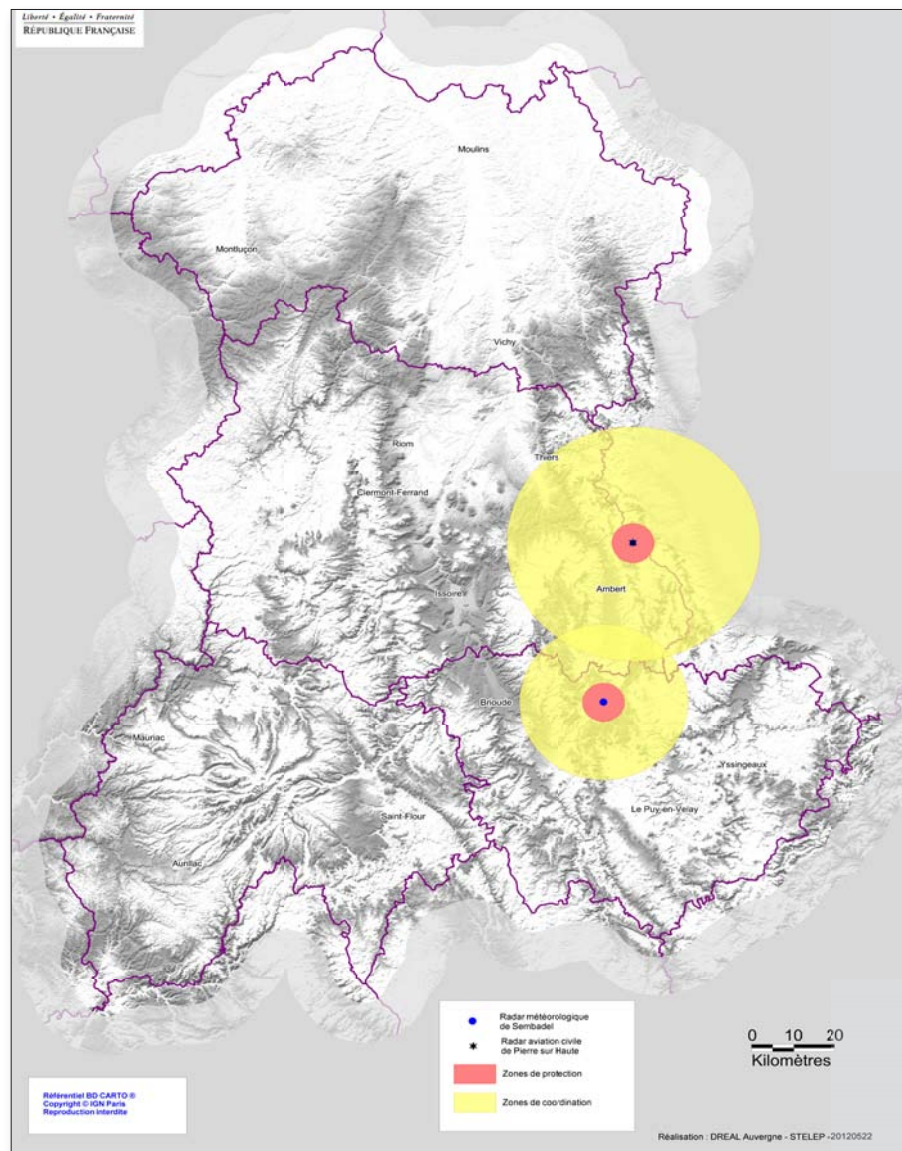 Liberté • Égalité • Fraternité
RÉPUBLIQUE FRANÇAISE
Moulins
Montluçon
Vichy
Riom
Thiers
Clermont-Ferrand
Ambert
Issoire
Brioude
Mauriac
Yssingeaux
Le Puy-en-Velay
Saint-Flour
Aurillac
Radar météorologique
de Sembadel
Radar aviation civile
de Pierre sur Haute
Zones de protection
Zones de coordination
0 10 20
Kilomètres
Référentiel BD CARTO ®
Copyright © IGN Paris
Reproduction interdite
Réalisation : DREAL Auvergne - STELEP -20120522